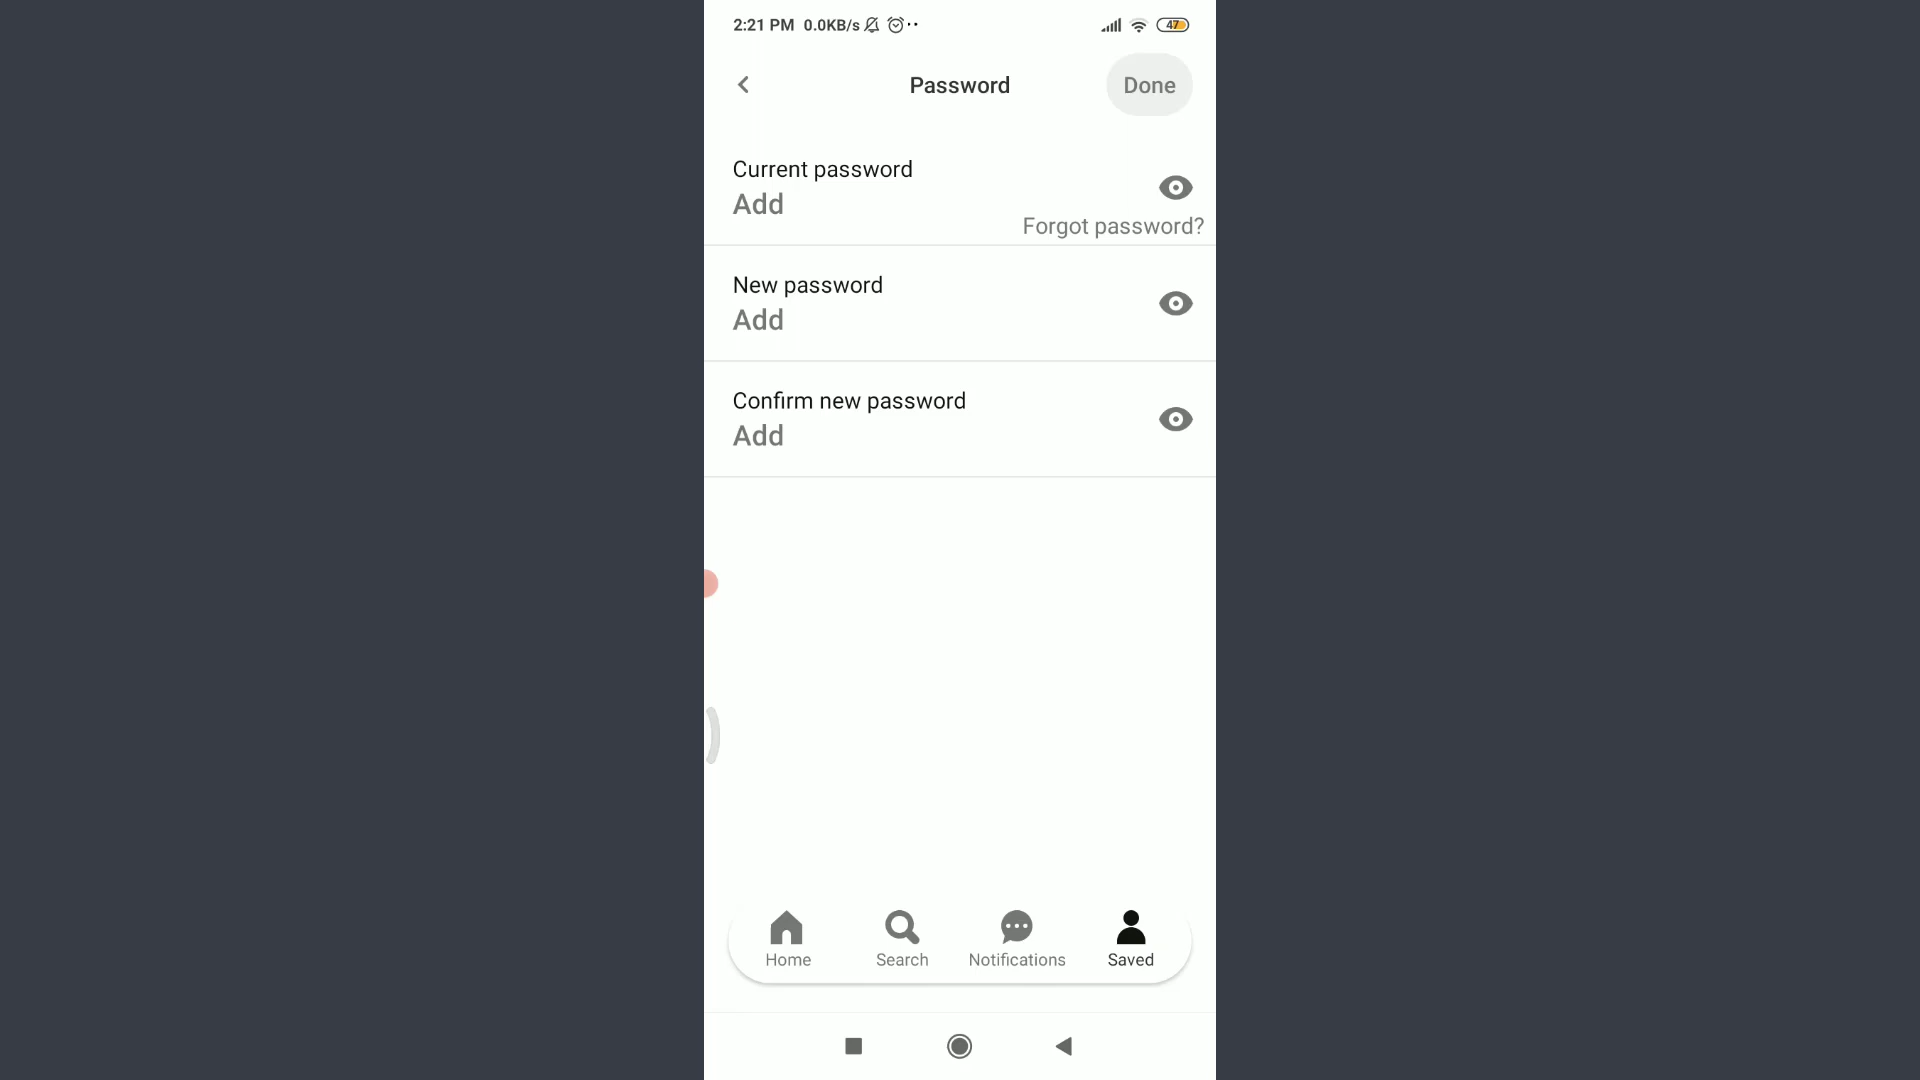 2:21 PM 0.0KB/s 47
Password
Done
Current password
Add
Forgot password?
New password
Add
Confirm new password
Add
Home
Search
Notifications
Saved